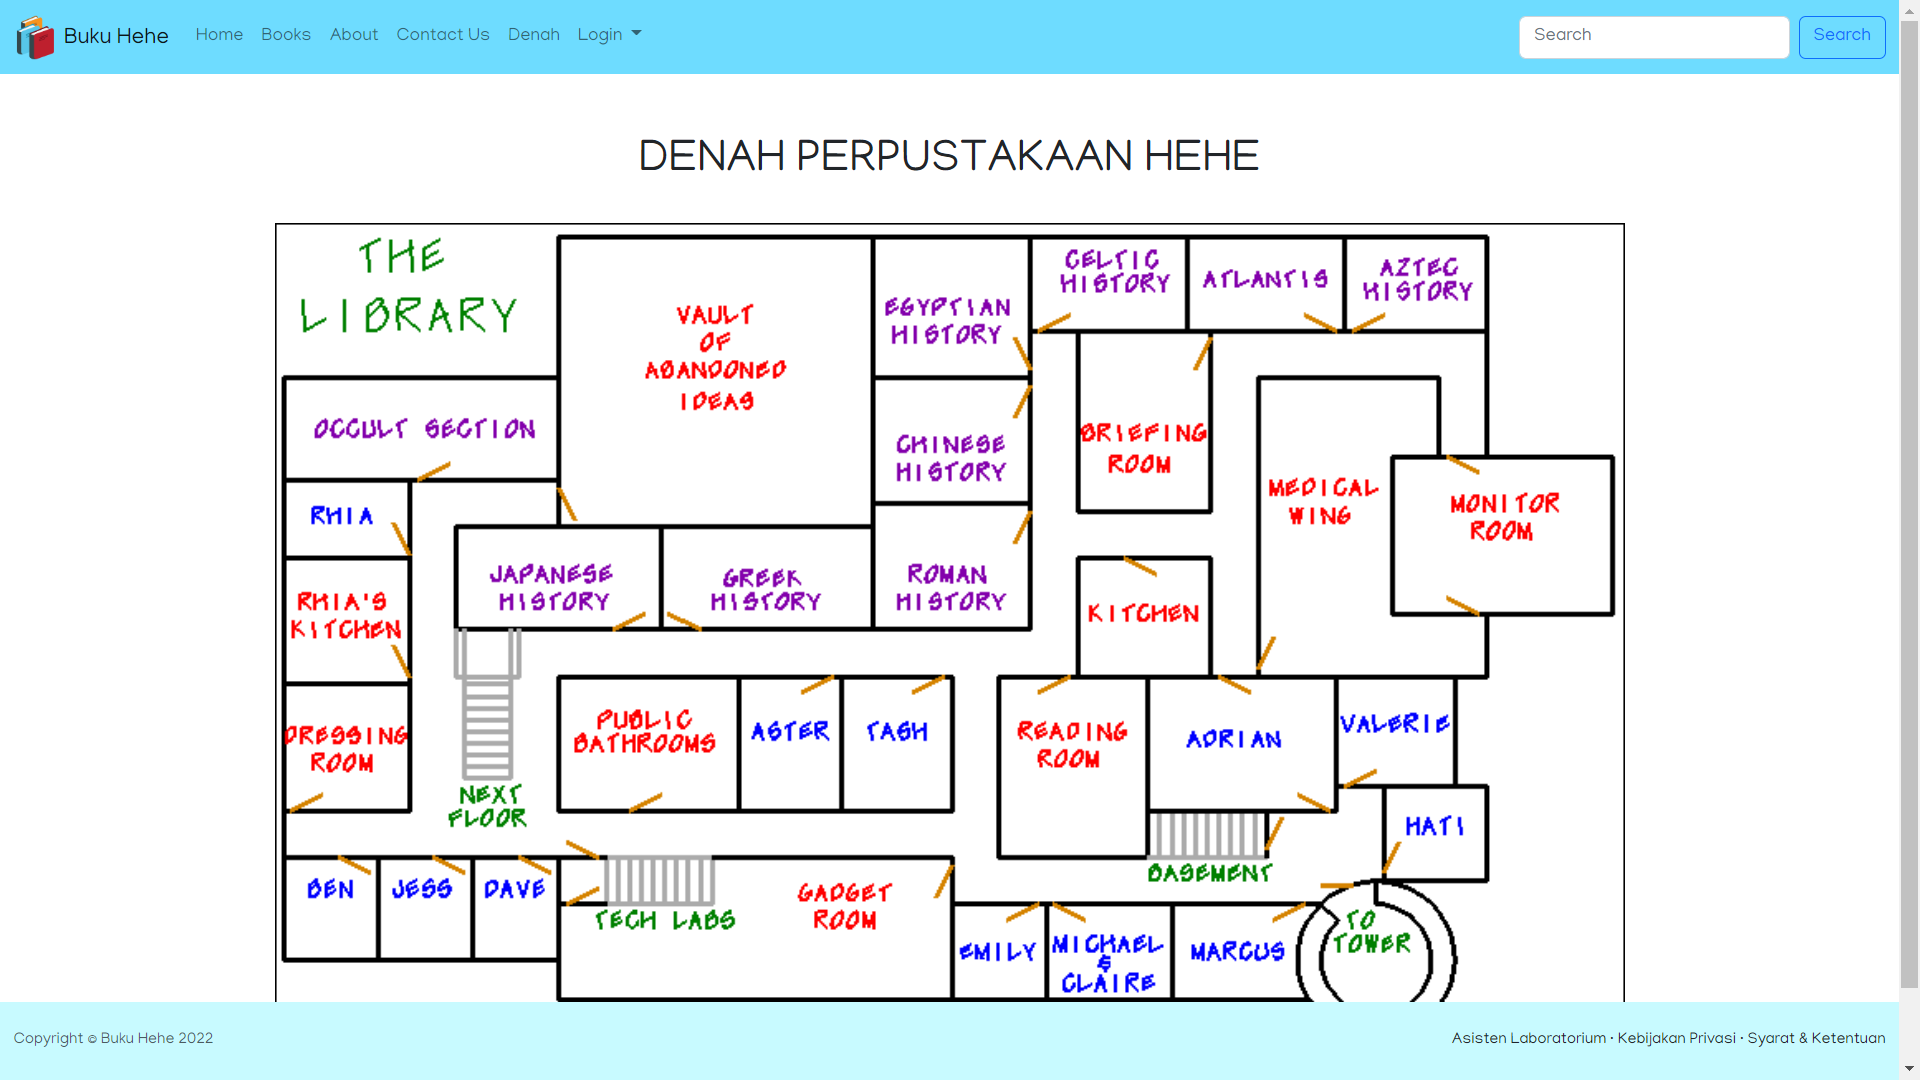 Buku Hehe
Home
Books
About
Contact Us
Denah
Login
Search
Search
DENAH PERPUSTAKAAN HEHE
THE
LIBRARY
VAULT
OF
ABANDONED
IDEAS
EGYPTIAN
HISTORY
CELTIC
HISTORY
ATLANTIS
AZTEC
HISTORY
OCCULT SECTION
CHINESE
HISTORY
BRIEFING
ROOM
MEDICAL
WING
MONITOR
ROOM
RHIA
JAPANESE
HISTORY
GREEK
HISTORY
ROMAN
HISTORY
RHIA'S
KITCHEN
KITCHEN
DRESSING
ROOM
PUBLIC
BATHROOMS
ASTER
TASH
READING
ROOM
ADRIAN
VALERIE
NEXT
FLOOR
HATI
BASEMENT
BEN
JESS
DAVE
TECH LABS
GADGET
ROOM
EMILY
MICHAEL
&
CLAIRE
MARCUS
TO
TOWER
Copyright © Buku Hehe 2022
Asisten Laboratorium · Kebijakan Privasi · Syarat & Ketentuan